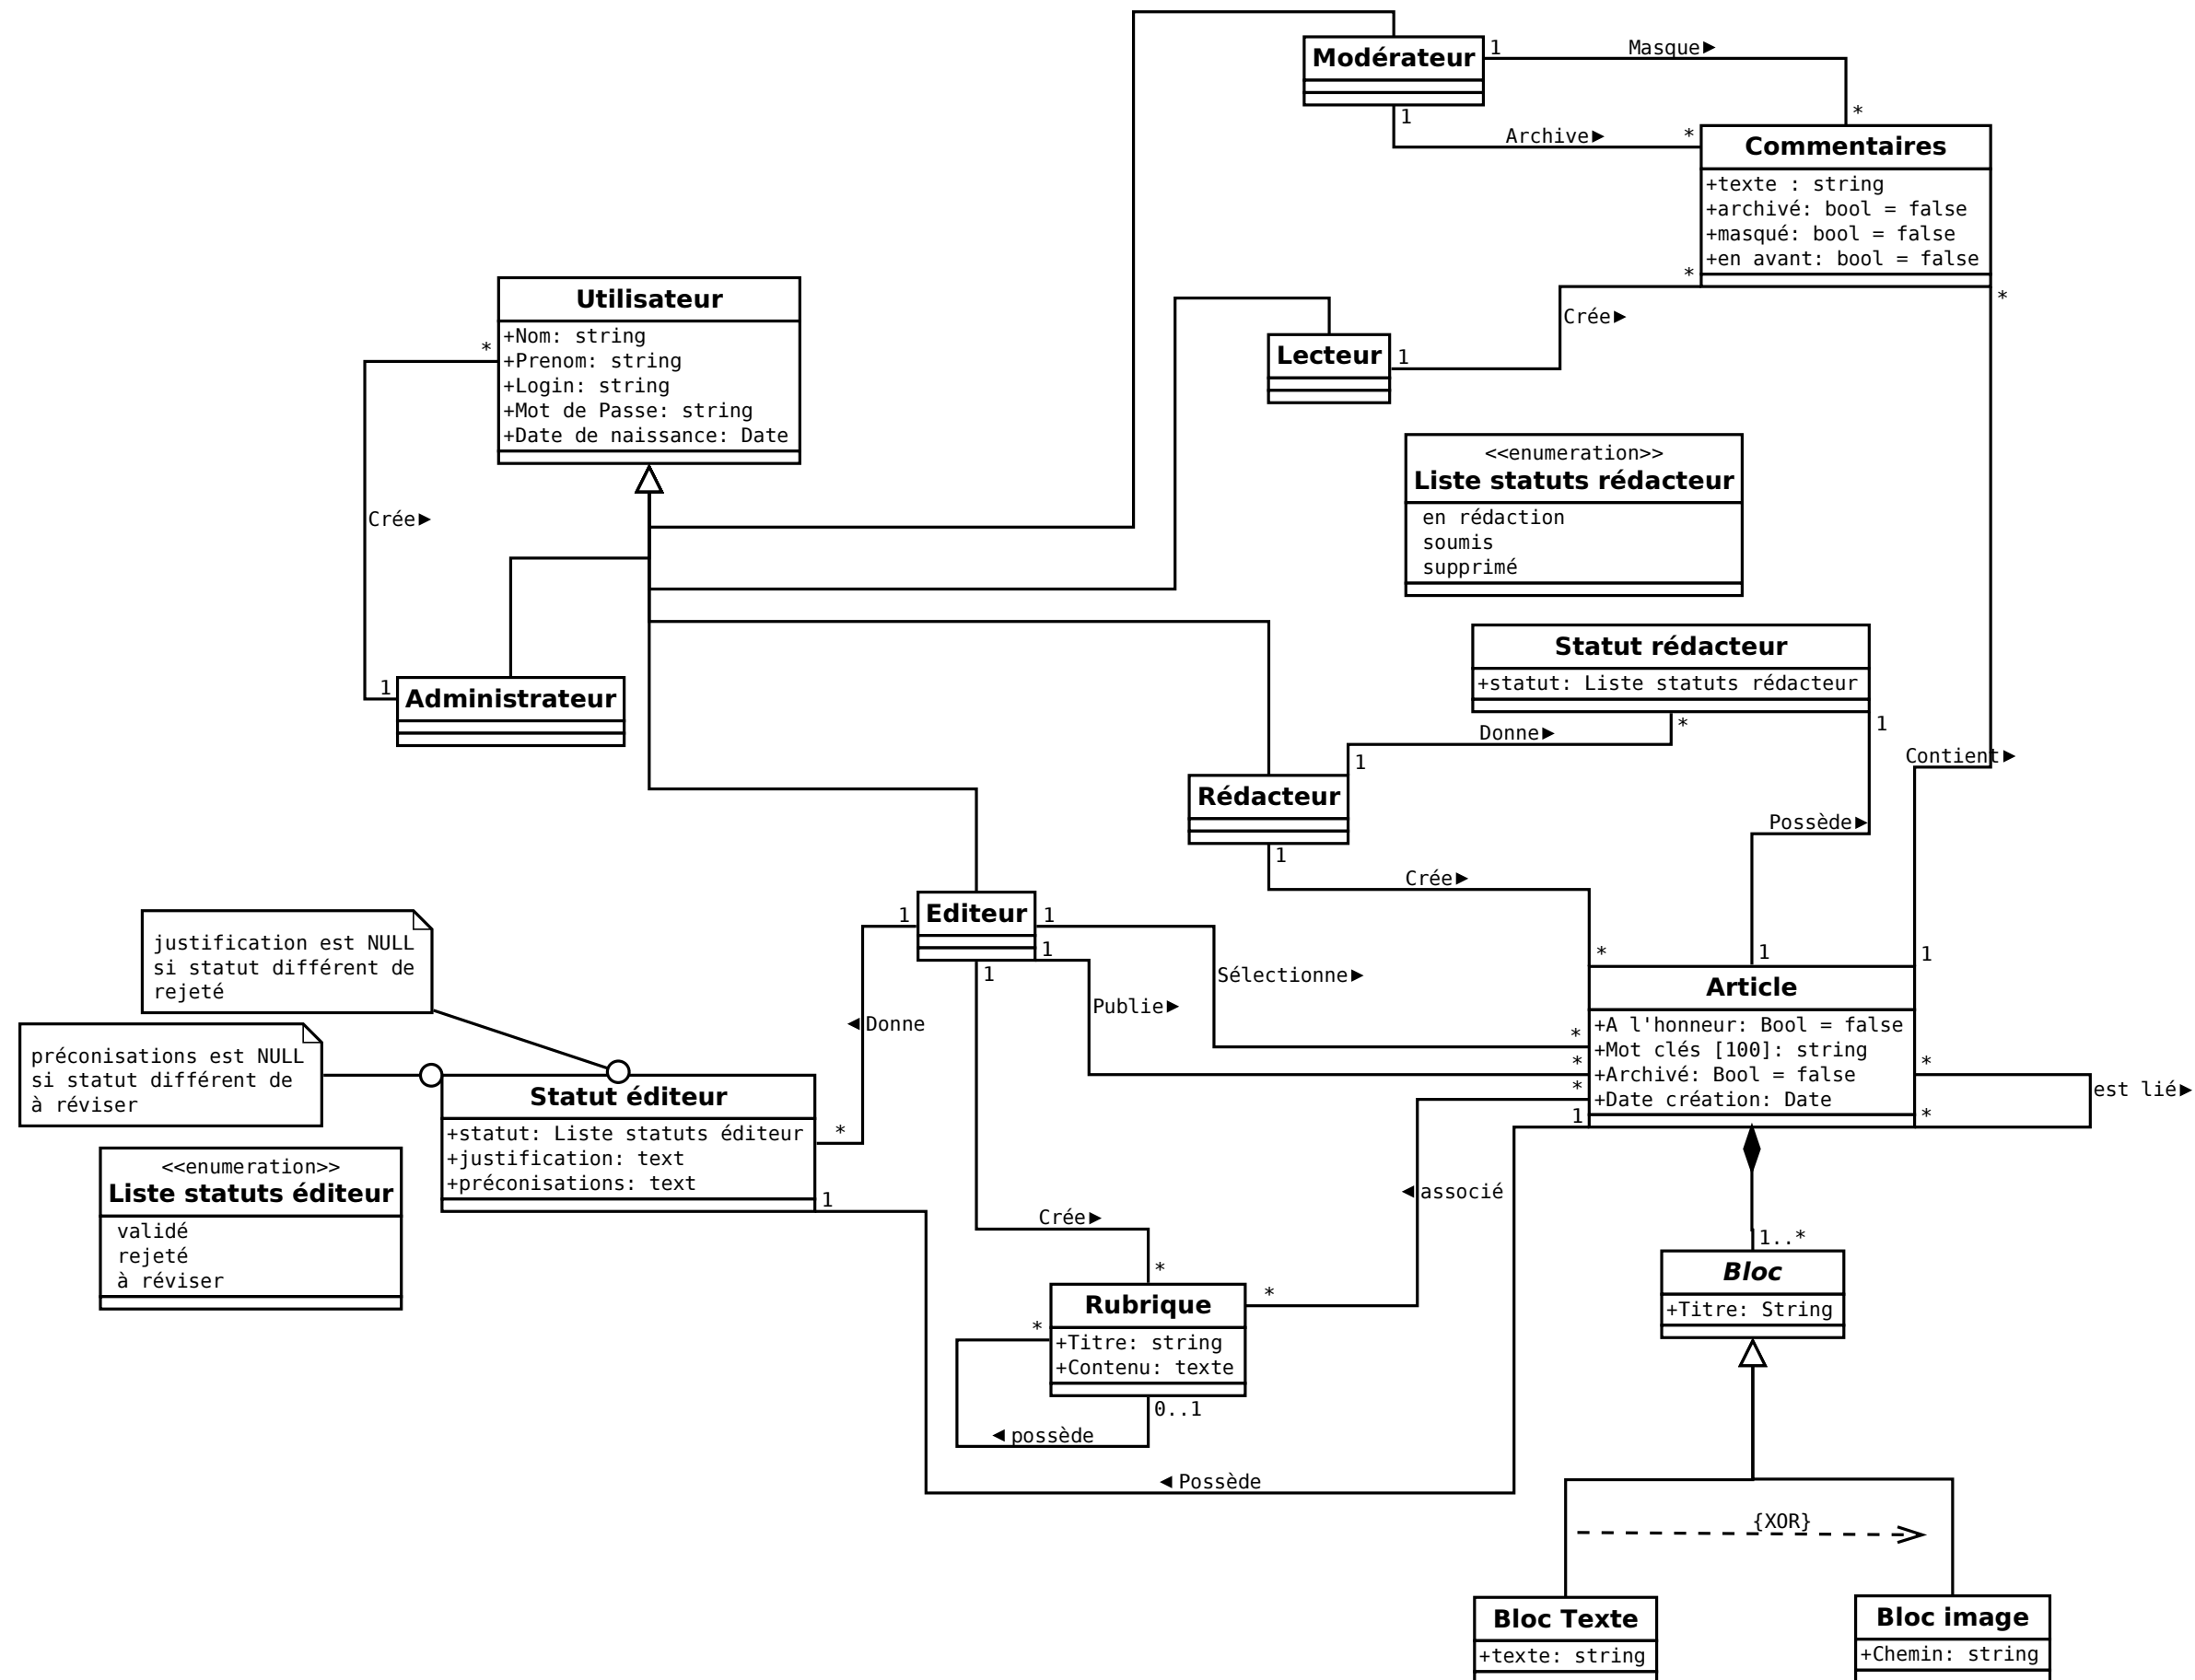 Modérateur
1
Masque►
*
1
Archive►
*
Commentaires
+texte : string
+archivé: bool = false
+masqué: bool = false
+en avant: bool = false
*
*
Crée►
Utilisateur
+Nom: string
+Prenom: string
+Login: string
+Mot de Passe: string
+Date de naissance: Date
*
Crée►
1
Lecteur
1
<<enumeration>>
Liste statuts rédacteur
en rédaction
soumis
supprimé
Administrateur
Statut rédacteur
+statut: Liste statuts rédacteur
*
1
Donne►
1
Contient►
Rédacteur
1
Possède►
Crée►
*
1
1
Editeur
1
1
1
1
Sélectionne►
Publie►
◄Donne
justification est NULL
si statut différent de
rejeté
préconisations est NULL
si statut différent de
à réviser
Article
+A l'honneur: Bool = false
+Mot clés [100]: string
+Archivé: Bool = false
+Date création: Date
*
*
*
1
*
*
est lié►
Statut éditeur
+statut: Liste statuts éditeur
+justification: text
+préconisations: text
*
1
<<enumeration>>
Liste statuts éditeur
validé
rejeté
à réviser
◄associé
Crée►
*
1..*
Bloc
+Titre: String
Rubrique
+Titre: string
+Contenu: texte
*
*
0..1
◄possède
◄Possède
{XOR}
Bloc Texte
+texte: string
Bloc image
+Chemin: string